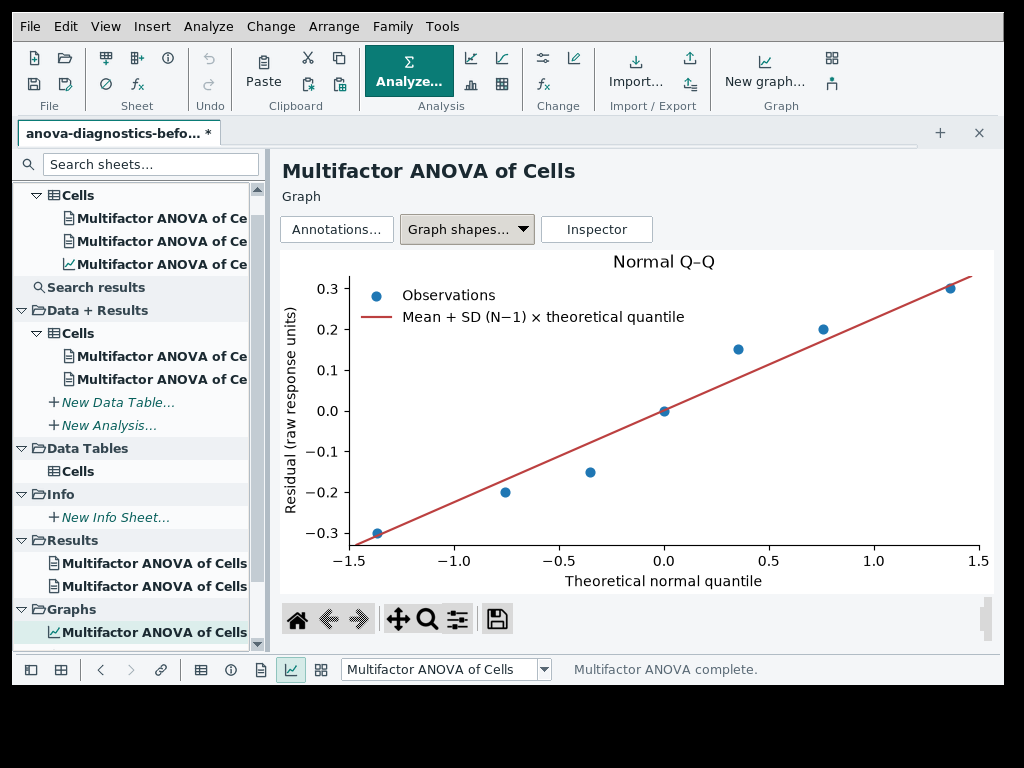 File Edit View Insert Analyze Change Arrange Family Tools
Paste
Σ
Analyze...
Import...
New graph...
File Sheet Undo Clipboard Analysis Change Import / Export Graph
anova-diagnostics-befo... *
Search sheets...
Cells
Multifactor ANOVA of Ce
Multifactor ANOVA of Ce
Multifactor ANOVA of Ce
Search results
Data + Results
Cells
Multifactor ANOVA of Ce
Multifactor ANOVA of Ce
New Data Table...
New Analysis...
Data Tables
Cells
Info
New Info Sheet...
Results
Multifactor ANOVA of Cells
Multifactor ANOVA of Cells
Graphs
Multifactor ANOVA of Cells
Multifactor ANOVA of Cells
Graph
Annotations... Graph shapes... Inspector
Normal Q–Q
Observations
Mean + SD (N−1) × theoretical quantile
Residual (raw response units)
0.3
0.2
0.1
0.0
−0.1
−0.2
−0.3
−1.5 −1.0 −0.5 0.0 0.5 1.0 1.5
Theoretical normal quantile
Multifactor ANOVA of Cells
Multifactor ANOVA complete.